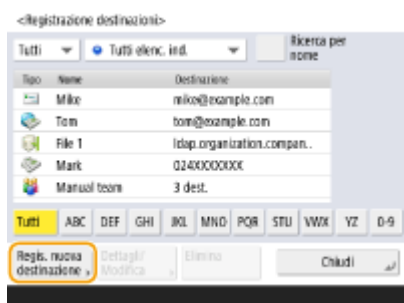 <Registrazione destinazioni>
Tutti Tutti elenc. ind. Ricerca per nome
Tipo Nome Destinazione
Mike mike@example.com
Tom tom@example.com
File 1 ldap.organization.compan..
Mark 024XXXXXXX
Manual team 3 dest.
Tutti ABC DEF GHI JKL MNO PQR STU VWX YZ 0-9
Regis. nuova destinazione Dettagli/ Modifica Elimina Chiudi